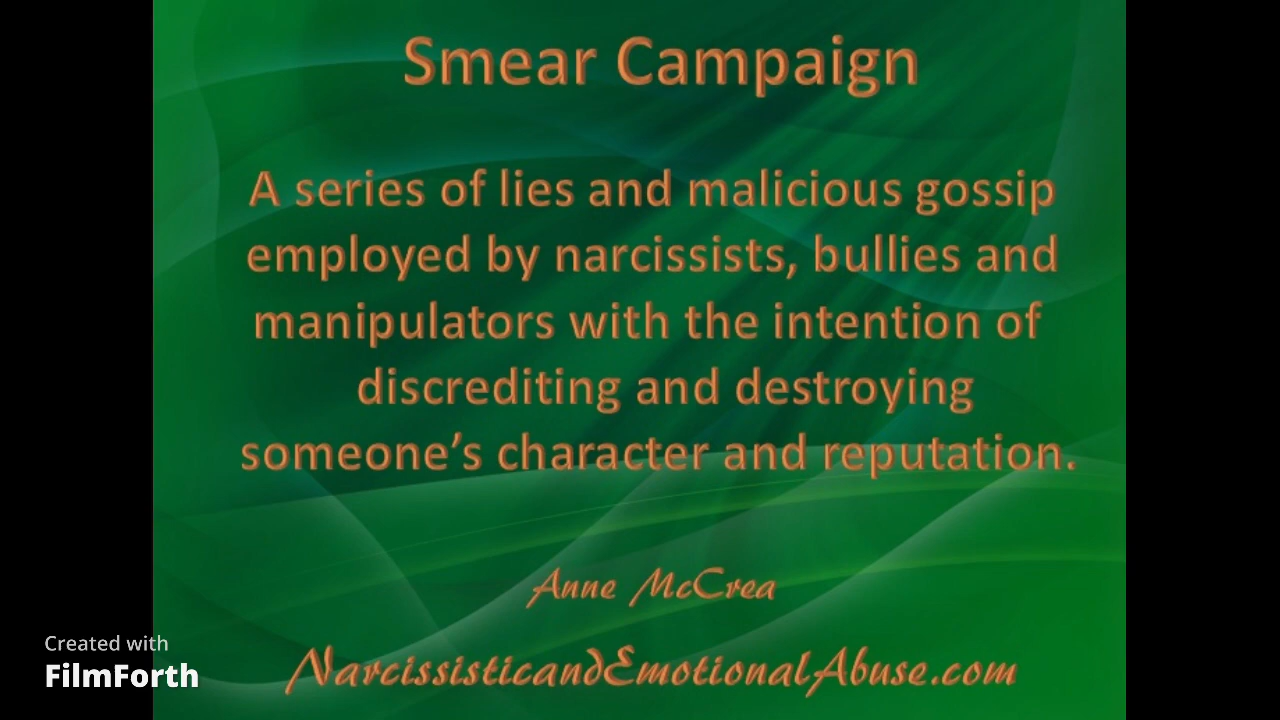 Smear Campaign
A series of lies and malicious gossip
employed by narcissists, bullies and
manipulators with the intention of
discrediting and destroying
someone’s character and reputation.
Anne McCrea
NarcissisticandEmotionalAbuse.com
Created with
FilmForth